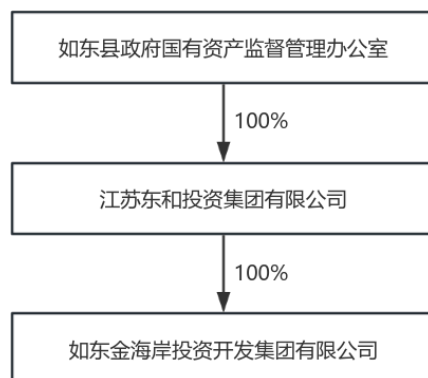 如东县政府国有资产监督管理办公室
100%
江苏东和投资集团有限公司
100%
如东金海岸投资开发集团有限公司